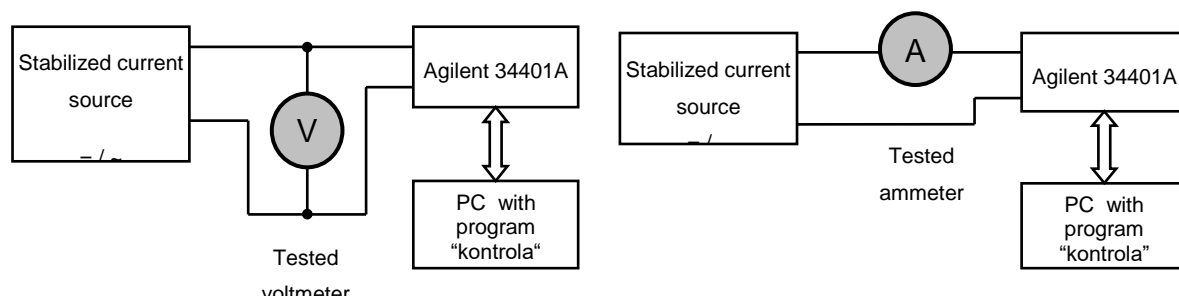 Stabilized current
source
= / ~
V
Agilent 34401A
PC with
program
“kontrola“
Tested
voltmeter
Stabilized current
source
A
Agilent 34401A
Tested
ammeter
PC with
program
“kontrola”